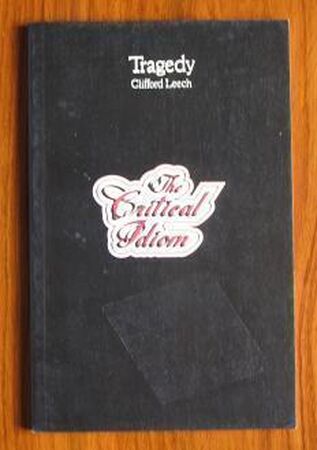 Tragedy
Clifford Leech
The
Critical
Idiom